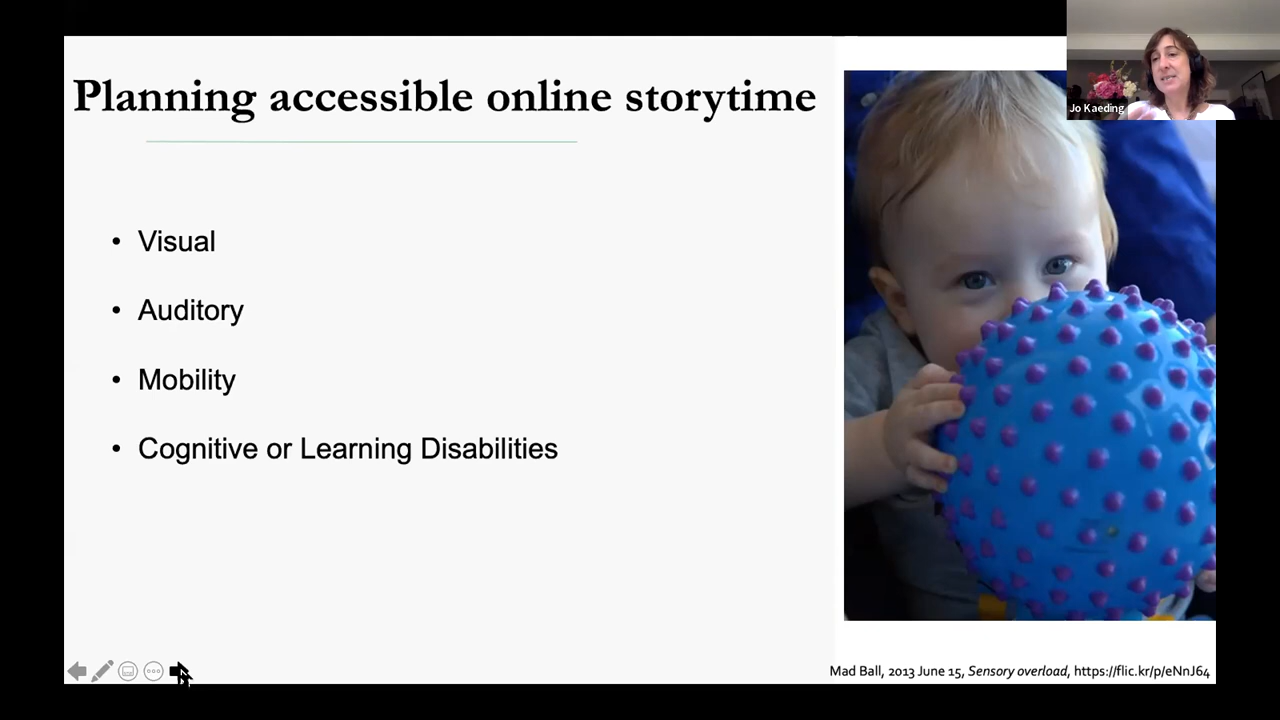 Planning accessible online storytime
Jo Kaeding
• Visual
• Auditory
• Mobility
• Cognitive or Learning Disabilities
Mad Ball, 2013 June 15, Sensory overload, https://flic.kr/p/eNnJ64